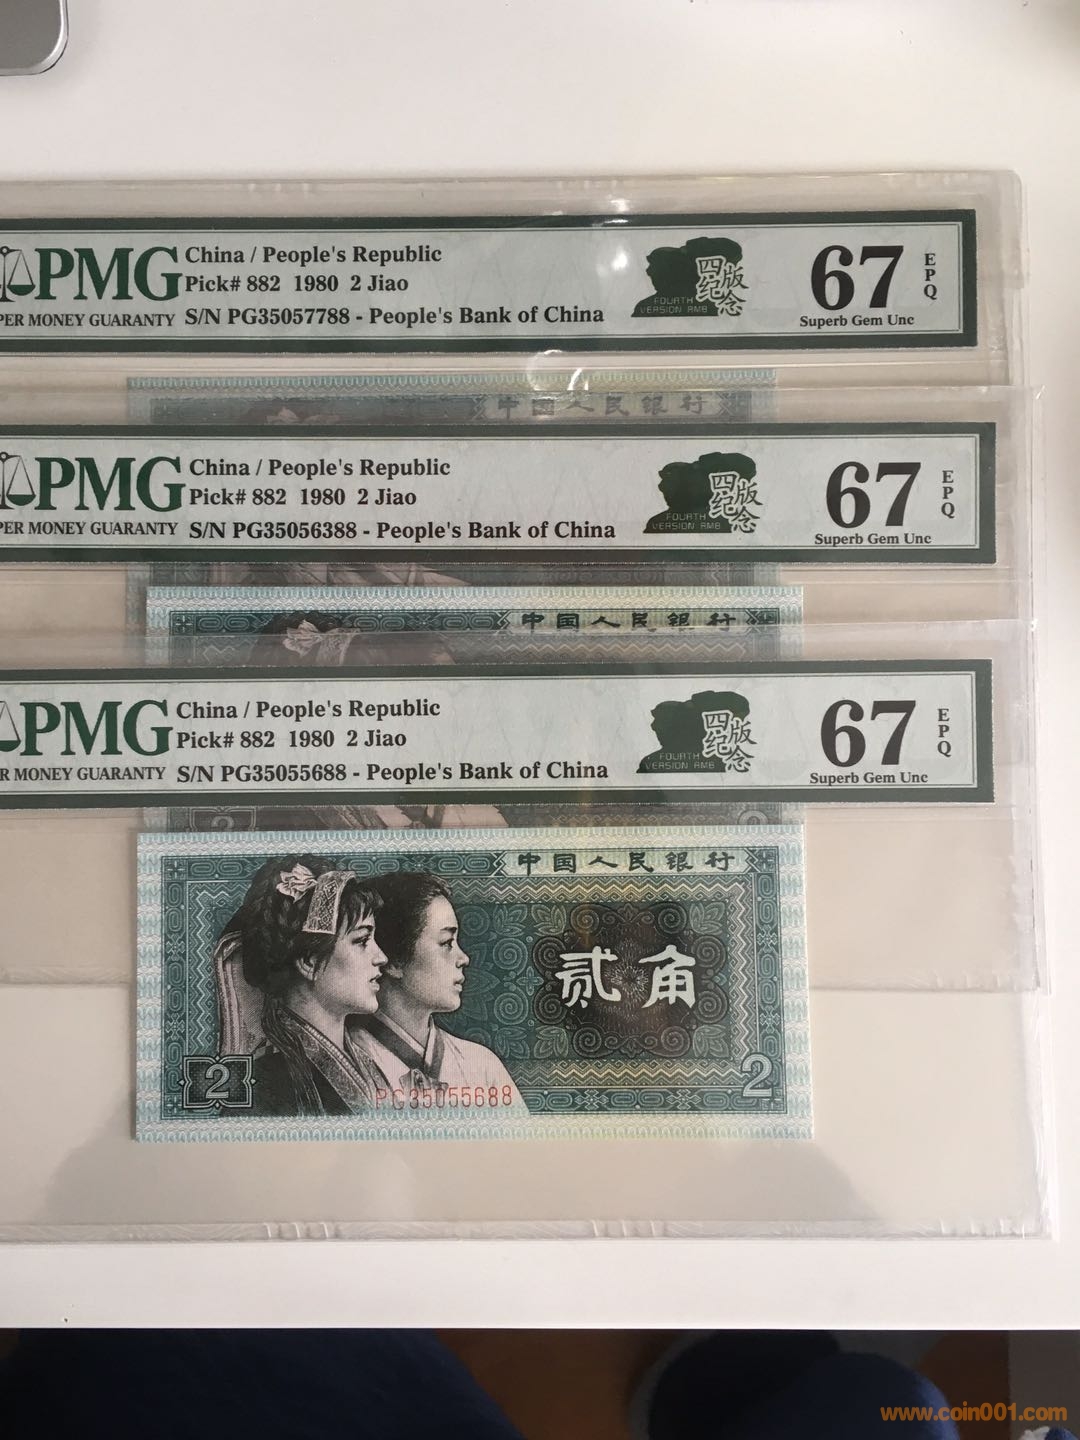 PMG
PER MONEY GUARANTY
China / People's Republic
Pick# 882 1980 2 Jiao
S/N PG35057788 - People's Bank of China
四版
纪念
FOURTH
VERSION RMB
67
EPQ
Superb Gem Unc
中国人民银行
PMG
PER MONEY GUARANTY
China / People's Republic
Pick# 882 1980 2 Jiao
S/N PG35056388 - People's Bank of China
四版
纪念
FOURTH
VERSION RMB
67
EPQ
Superb Gem Unc
中国人民银行
PMG
R MONEY GUARANTY
China / People's Republic
Pick# 882 1980 2 Jiao
S/N PG35055688 - People's Bank of China
四版
纪念
FOURTH
VERSION RMB
67
EPQ
Superb Gem Unc
2
2
中国人民银行
贰角
2
2
PG35055688
www.coin001.com